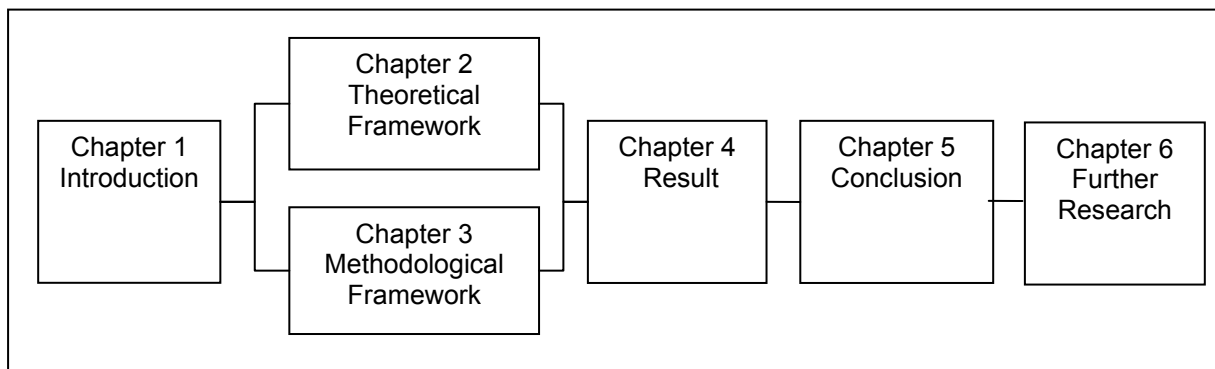 Chapter 1
Introduction
Chapter 2
Theoretical
Framework
Chapter 3
Methodological
Framework
Chapter 4
Result
Chapter 5
Conclusion
Chapter 6
Further
Research